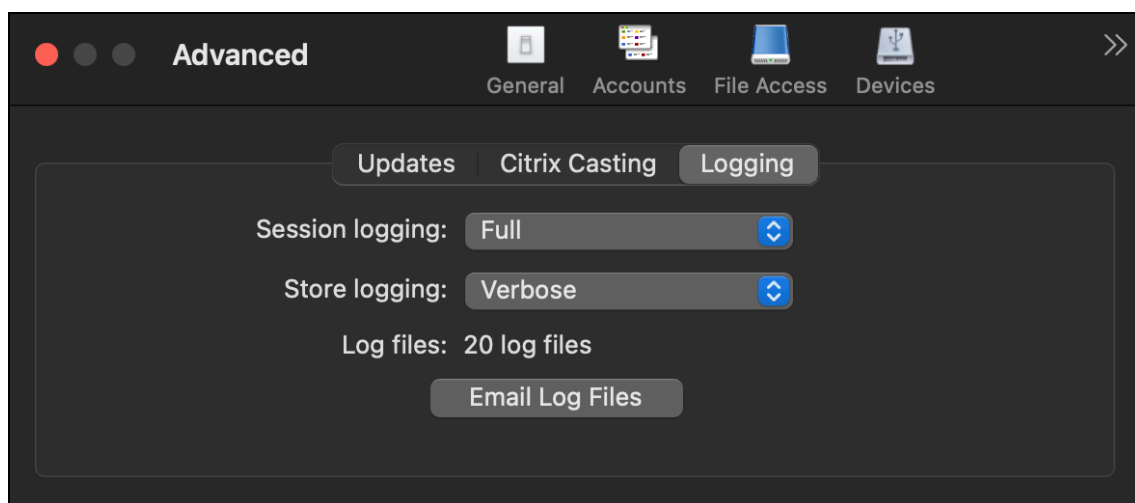 Advanced
General Accounts File Access Devices
Updates Citrix Casting Logging
Session logging: Full
Store logging: Verbose
Log files: 20 log files
Email Log Files